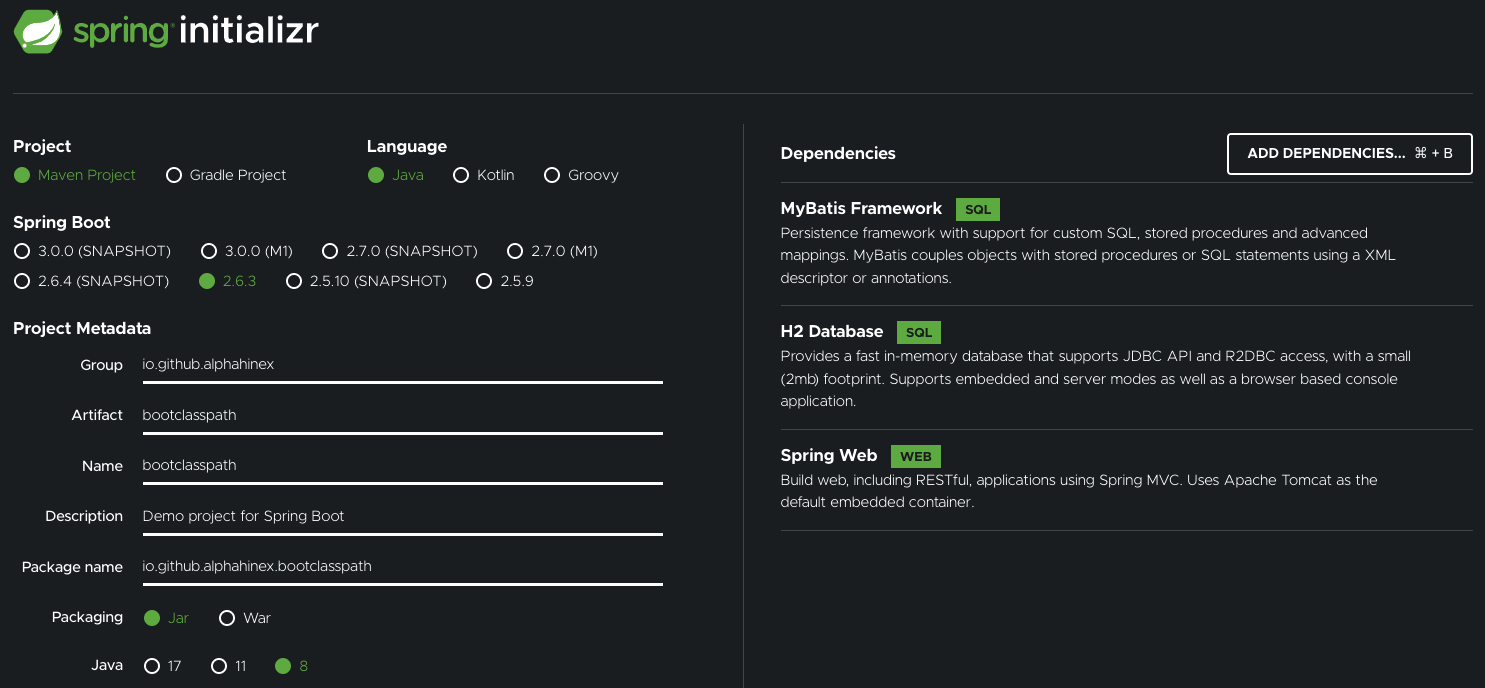 spring initializr
Project
Maven Project Gradle Project
Language
Java Kotlin Groovy
Spring Boot
3.0.0 (SNAPSHOT) 3.0.0 (M1) 2.7.0 (SNAPSHOT) 2.7.0 (M1)
2.6.4 (SNAPSHOT) 2.6.3 2.5.10 (SNAPSHOT) 2.5.9
Project Metadata
Group io.github.alphahinex
Artifact bootclasspath
Name bootclasspath
Description Demo project for Spring Boot
Package name io.github.alphahinex.bootclasspath
Packaging Jar War
Java 17 11 8
Dependencies
ADD DEPENDENCIES... ⌘ + B
MyBatis Framework SQL
Persistence framework with support for custom SQL, stored procedures and advanced
mappings. MyBatis couples objects with stored procedures or SQL statements using a XML
descriptor or annotations.
H2 Database SQL
Provides a fast in-memory database that supports JDBC API and R2DBC access, with a small
(2mb) footprint. Supports embedded and server modes as well as a browser based console
application.
Spring Web WEB
Build web, including RESTful, applications using Spring MVC. Uses Apache Tomcat as the
default embedded container.